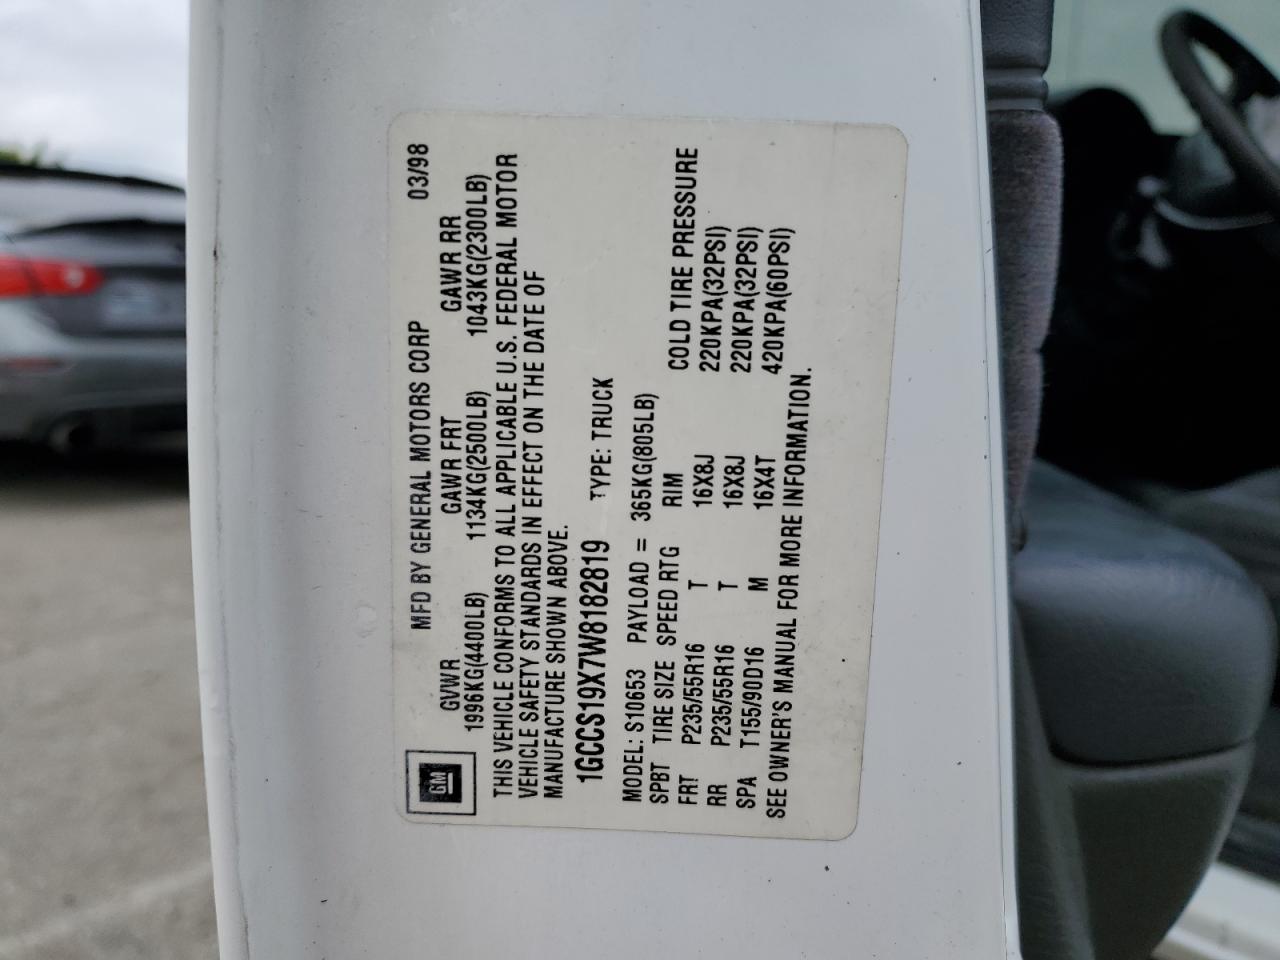 MFD BY GENERAL MOTORS CORP 03/98
GM
GVWR GAWR FRT GAWR RR
1996KG(4400LB) 1134KG(2500LB) 1043KG(2300LB)
THIS VEHICLE CONFORMS TO ALL APPLICABLE U.S. FEDERAL MOTOR
VEHICLE SAFETY STANDARDS IN EFFECT ON THE DATE OF
MANUFACTURE SHOWN ABOVE.
1GCCS19X7W8182819 TYPE: TRUCK
MODEL: S10653 PAYLOAD = 365KG(805LB)
SPBT TIRE SIZE SPEED RTG RIM COLD TIRE PRESSURE
FRT P235/55R16 T 16X8J 220KPA(32PSI)
RR P235/55R16 T 16X8J 220KPA(32PSI)
SPA T155/90D16 M 16X4T 420KPA(60PSI)
SEE OWNER'S MANUAL FOR MORE INFORMATION.